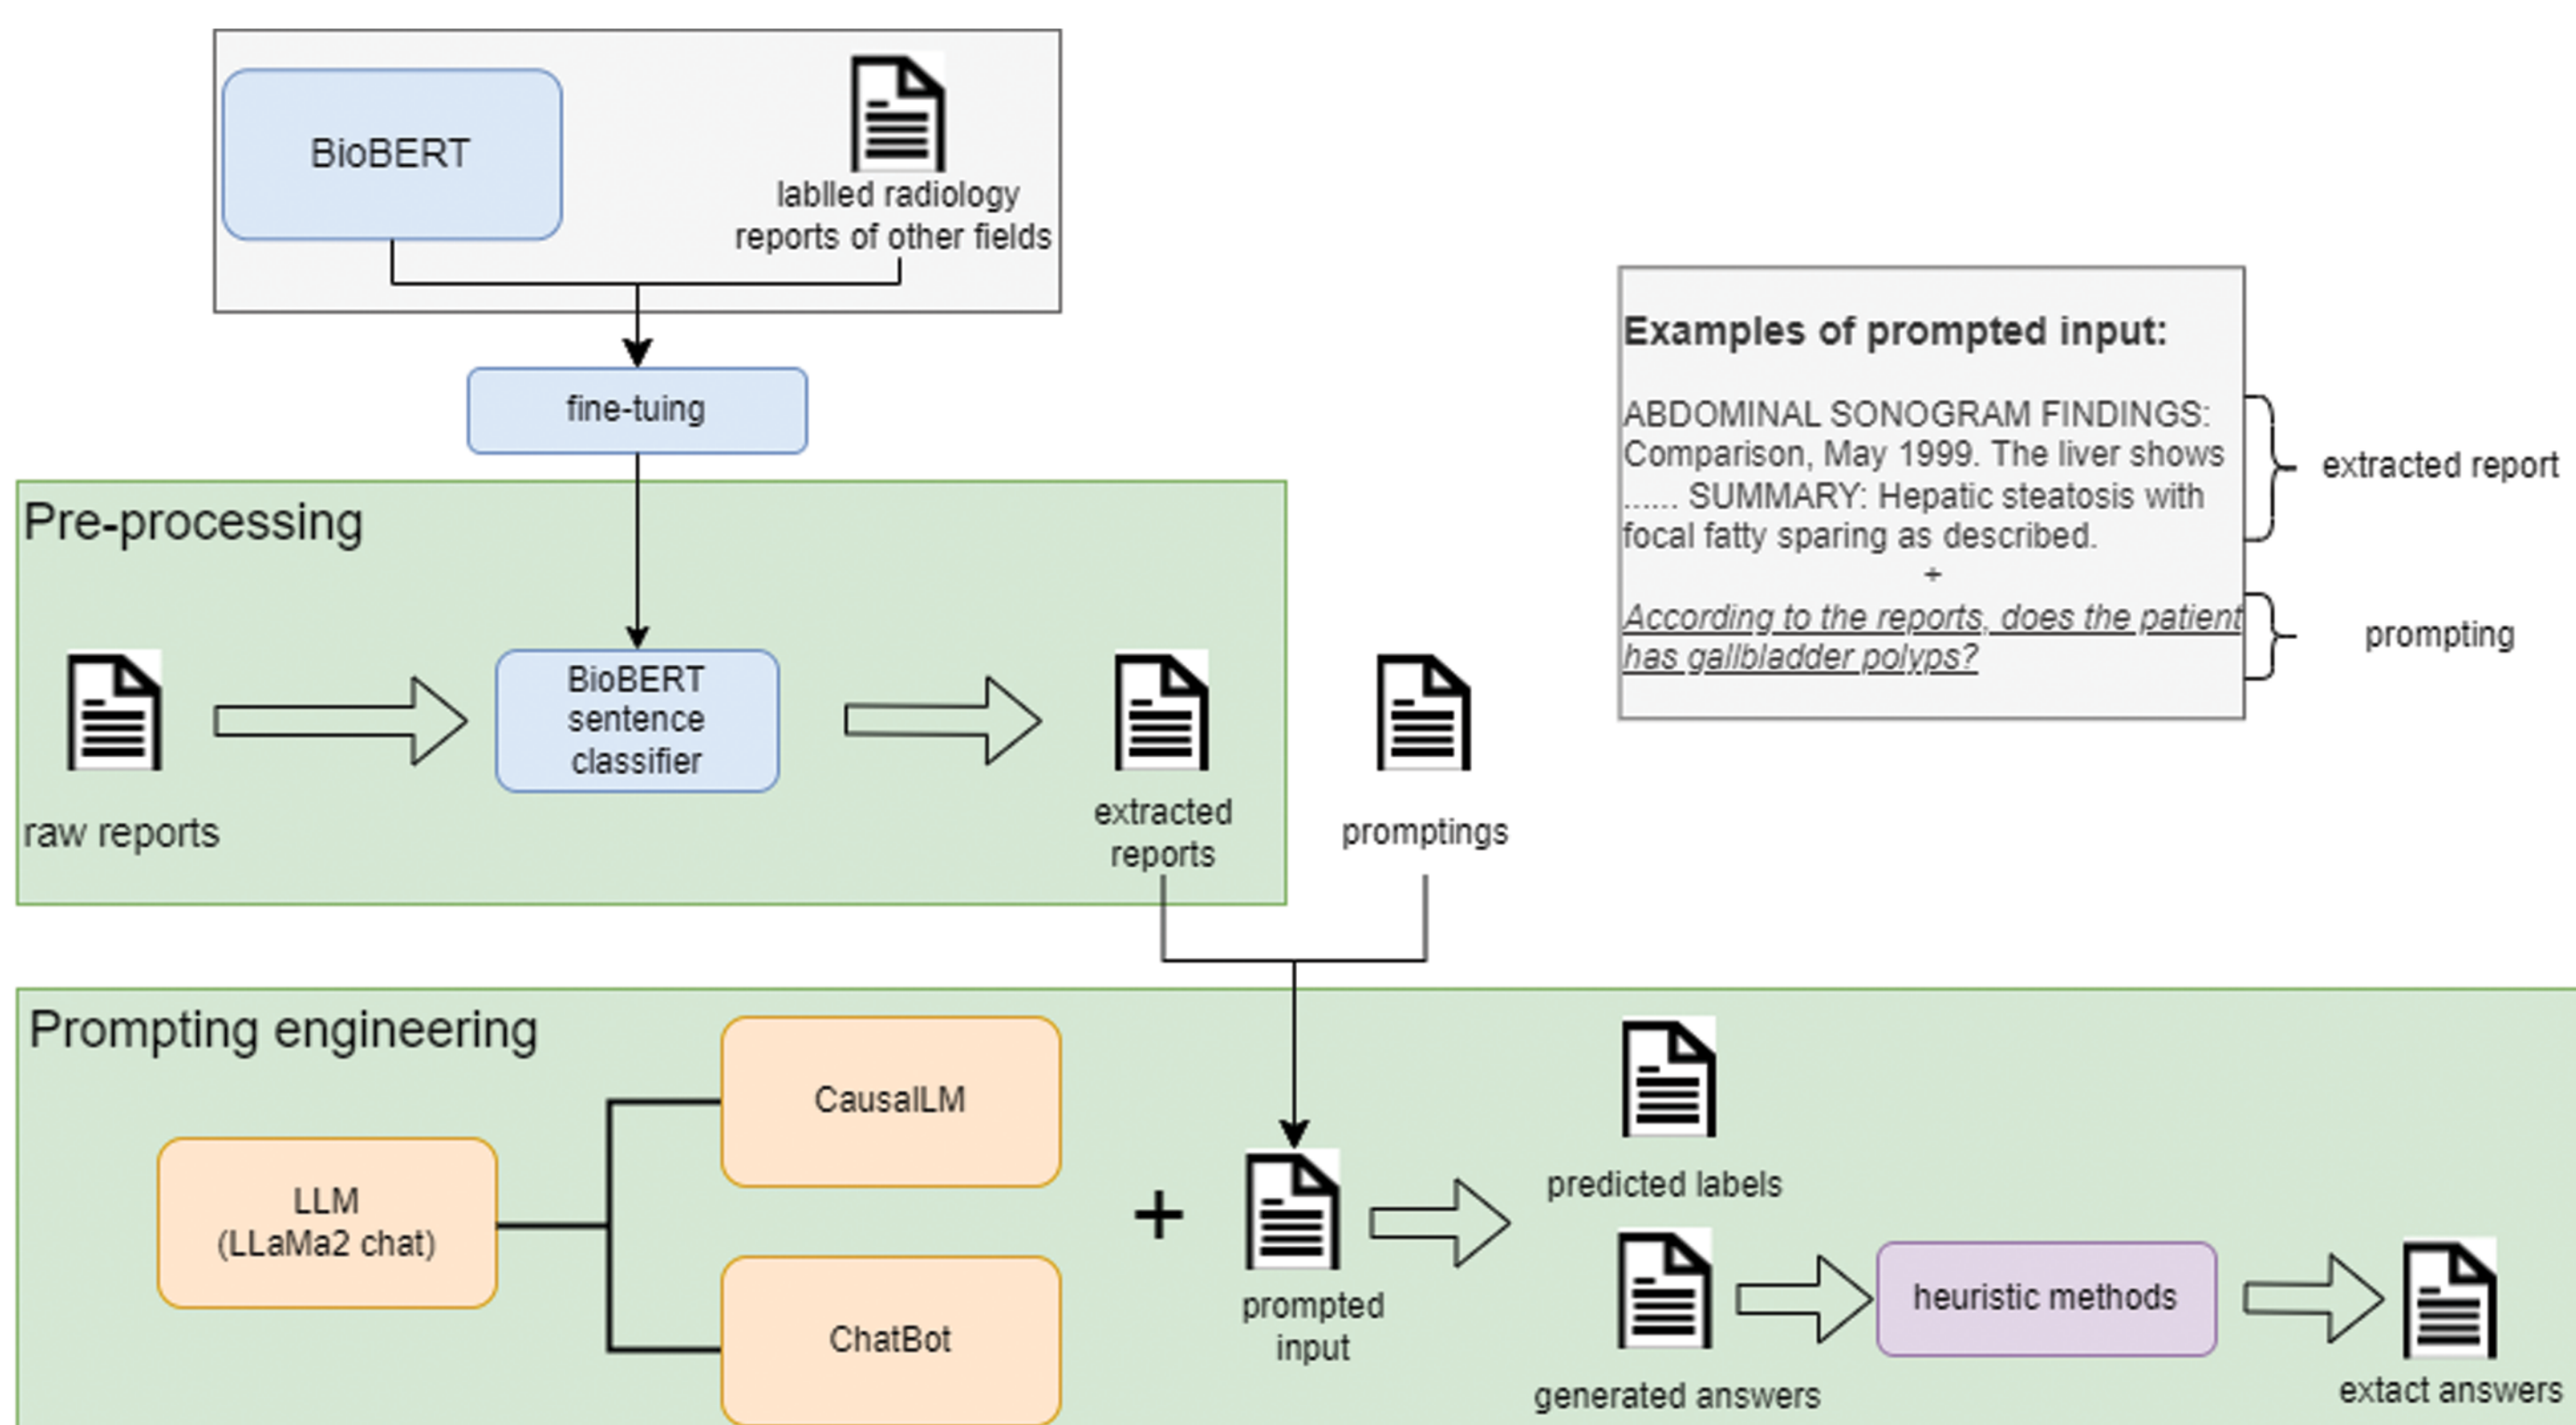 BioBERT
lablled radiology
reports of other fields
fine-tuing
Examples of prompted input:
ABDOMINAL SONOGRAM FINDINGS:
Comparison, May 1999. The liver shows
...... SUMMARY: Hepatic steatosis with
focal fatty sparing as described.
+
According to the reports, does the patient
has gallbladder polyps?
extracted report
prompting
Pre-processing
raw reports
BioBERT
sentence
classifier
extracted
reports
promptings
Prompting engineering
LLM
(LLaMa2 chat)
CausalLM
ChatBot
+
prompted
input
predicted labels
generated answers
heuristic methods
extact answers